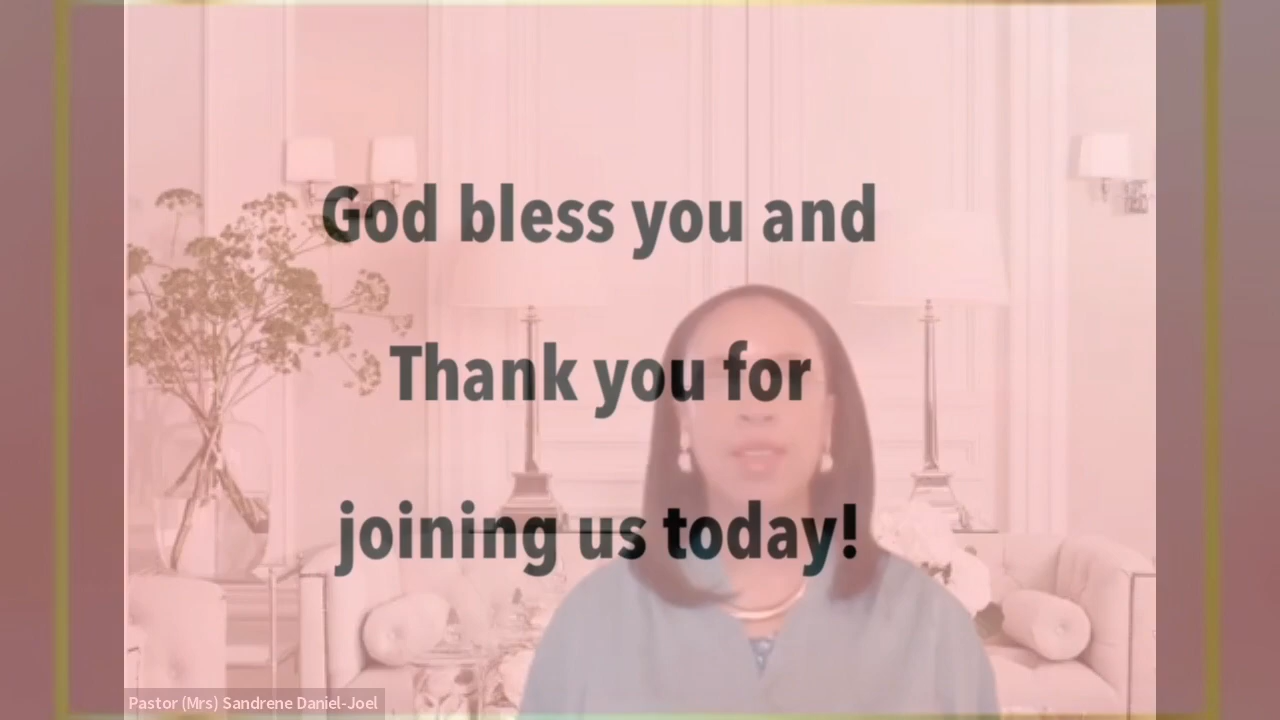 God bless you and
Thank you for
joining us today!
Pastor (Mrs) Sandrene Daniel-Joel